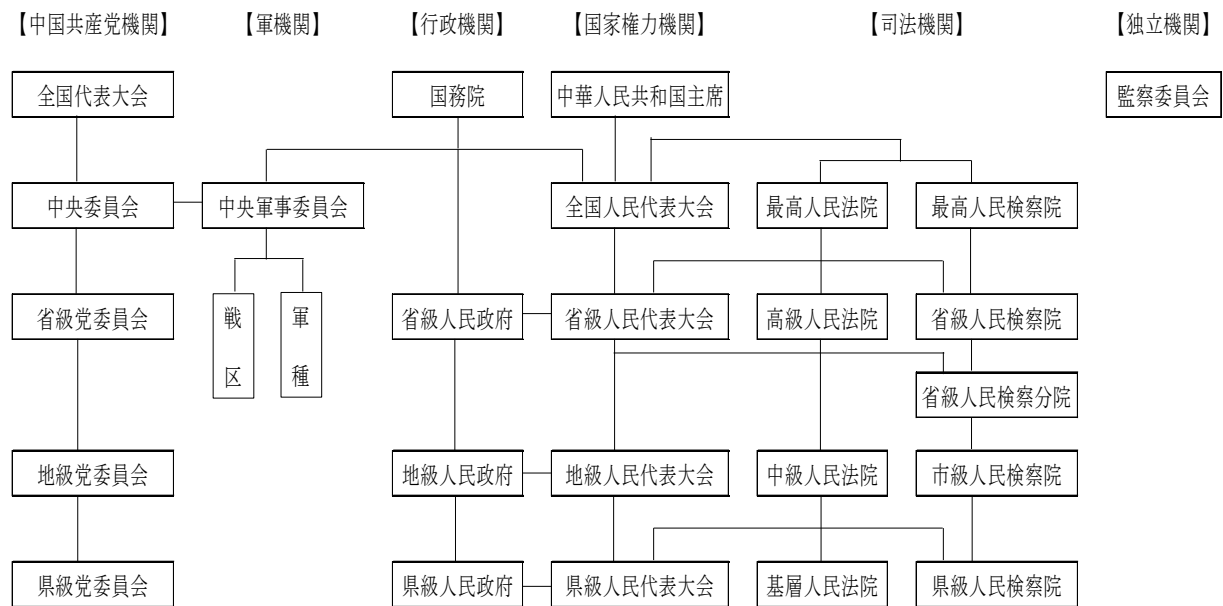 【中国共産党機関】 【軍機関】 【行政機関】 【国家権力機関】 【司法機関】 【独立機関】
全国代表大会 国務院 中華人民共和国主席 監察委員会
中央委員会 中央軍事委員会 全国人民代表大会 最高人民法院 最高人民検察院
省級党委員会 戦区 軍種 省級人民政府 省級人民代表大会 高級人民法院 省級人民検察院
省級人民検察分院
地級党委員会 地級人民政府 地級人民代表大会 中級人民法院 市級人民検察院
県級党委員会 県級人民政府 県級人民代表大会 基層人民法院 県級人民検察院